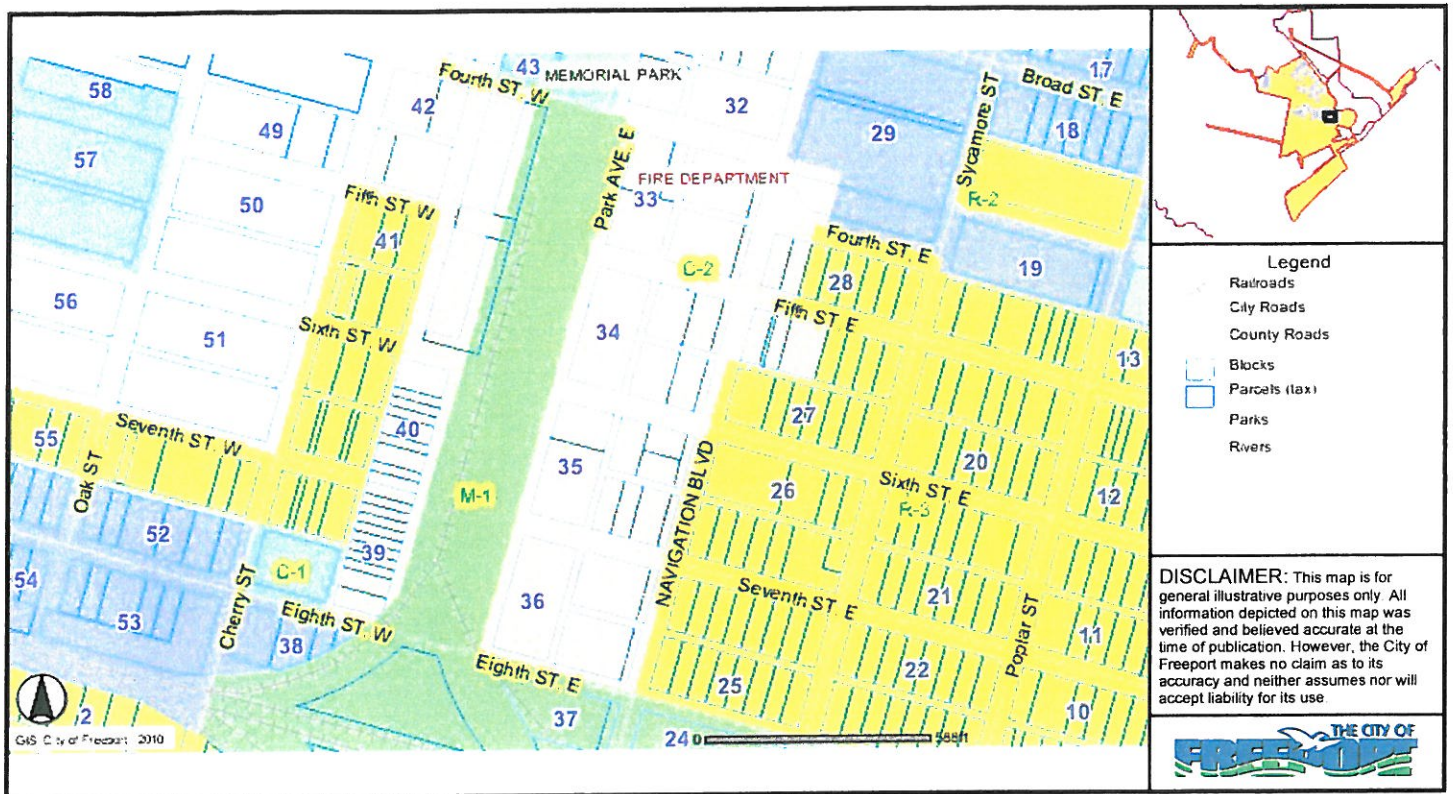 43 MEMORIAL PARK
Fourth ST. W
58
42
32
17
Broad ST. E
Sycamore ST
49
29
18
57
Park AVE. E
FIRE DEPARTMENT
33
R-2
Fifth ST W
50
41
Fourth ST. E
19
C-2
28
56
51
Sixth ST W
34
Fifth ST E
13
55
Seventh ST. W
40
27
Oak ST
35
20
12
NAVIGATION BLVD
26
Sixth ST E
R-3
M-1
52
39
C-1
54
53
Cherry ST
Eighth ST. W
38
36
Seventh ST E
21
Poplar ST
11
22
Eighth ST. E
25
10
2
37
24
0
588ft
GIS City of Freeport 2010
Legend
Railroads
City Roads
County Roads
Blocks
Parcels (tax)
Parks
Rivers
DISCLAIMER: This map is for
general illustrative purposes only. All
information depicted on this map was
verified and believed accurate at the
time of publication. However, the City of
Freeport makes no claim as to its
accuracy and neither assumes nor will
accept liability for its use.
THE CITY OF
FREEPORT